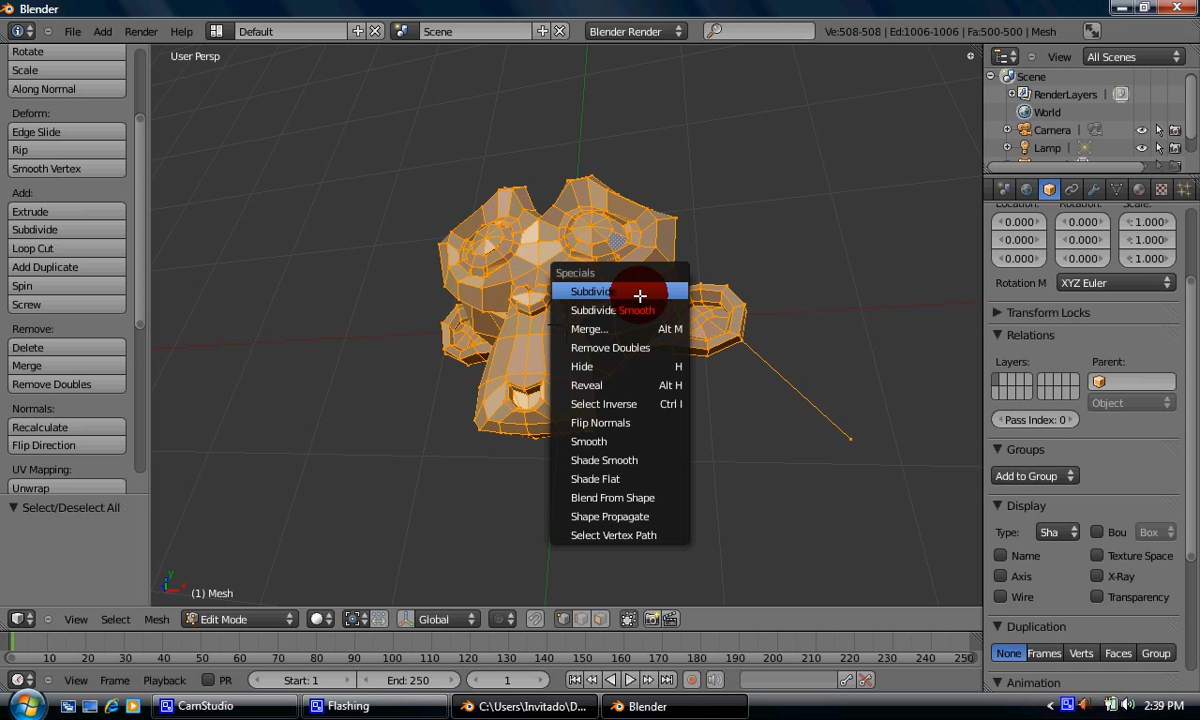 Blender
File Add Render Help Default Scene Blender Render Ve:508-508 | Ed:1006-1006 | Fa:500-500 | Mesh
User Persp
Rotate
Scale
Along Normal
Deform:
Edge Slide
Rip
Smooth Vertex
Add:
Extrude
Subdivide
Loop Cut
Add Duplicate
Spin
Screw
Remove:
Delete
Merge
Remove Doubles
Normals:
Recalculate
Flip Direction
UV Mapping:
Unwrap
Select/Deselect All
Specials
Subdivide
Subdivide Smooth
Merge... Alt M
Remove Doubles
Hide H
Reveal Alt H
Select Inverse Ctrl I
Flip Normals
Smooth
Shade Smooth
Shade Flat
Blend From Shape
Shape Propagate
Select Vertex Path
y
(1) Mesh
View All Scenes
Scene
RenderLayers |
World
Camera |
Lamp |
Location: Rotation: Scale:
0.000 0.000 : 1.000
0.000 0.000 : 1.000
0.000 0.000 : 1.000
Rotation M XYZ Euler
Transform Locks
Relations
Layers: Parent:
Object
Pass Index: 0
Groups
Add to Group
Display
Type: Sha Bou Box
Name Texture Space
Axis X-Ray
Wire Transparency
Duplication
None Frames Verts Faces Group
Animation
View Select Mesh Edit Mode Global
0 10 20 30 40 50 60 70 80 90 100 110 120 130 140 150 160 170 180 190 200 210 220 230 240 250
View Frame Playback PR Start: 1 End: 250 1
CamStudio Flashing C:\Users\Invitado\D... Blender 2:39 PM